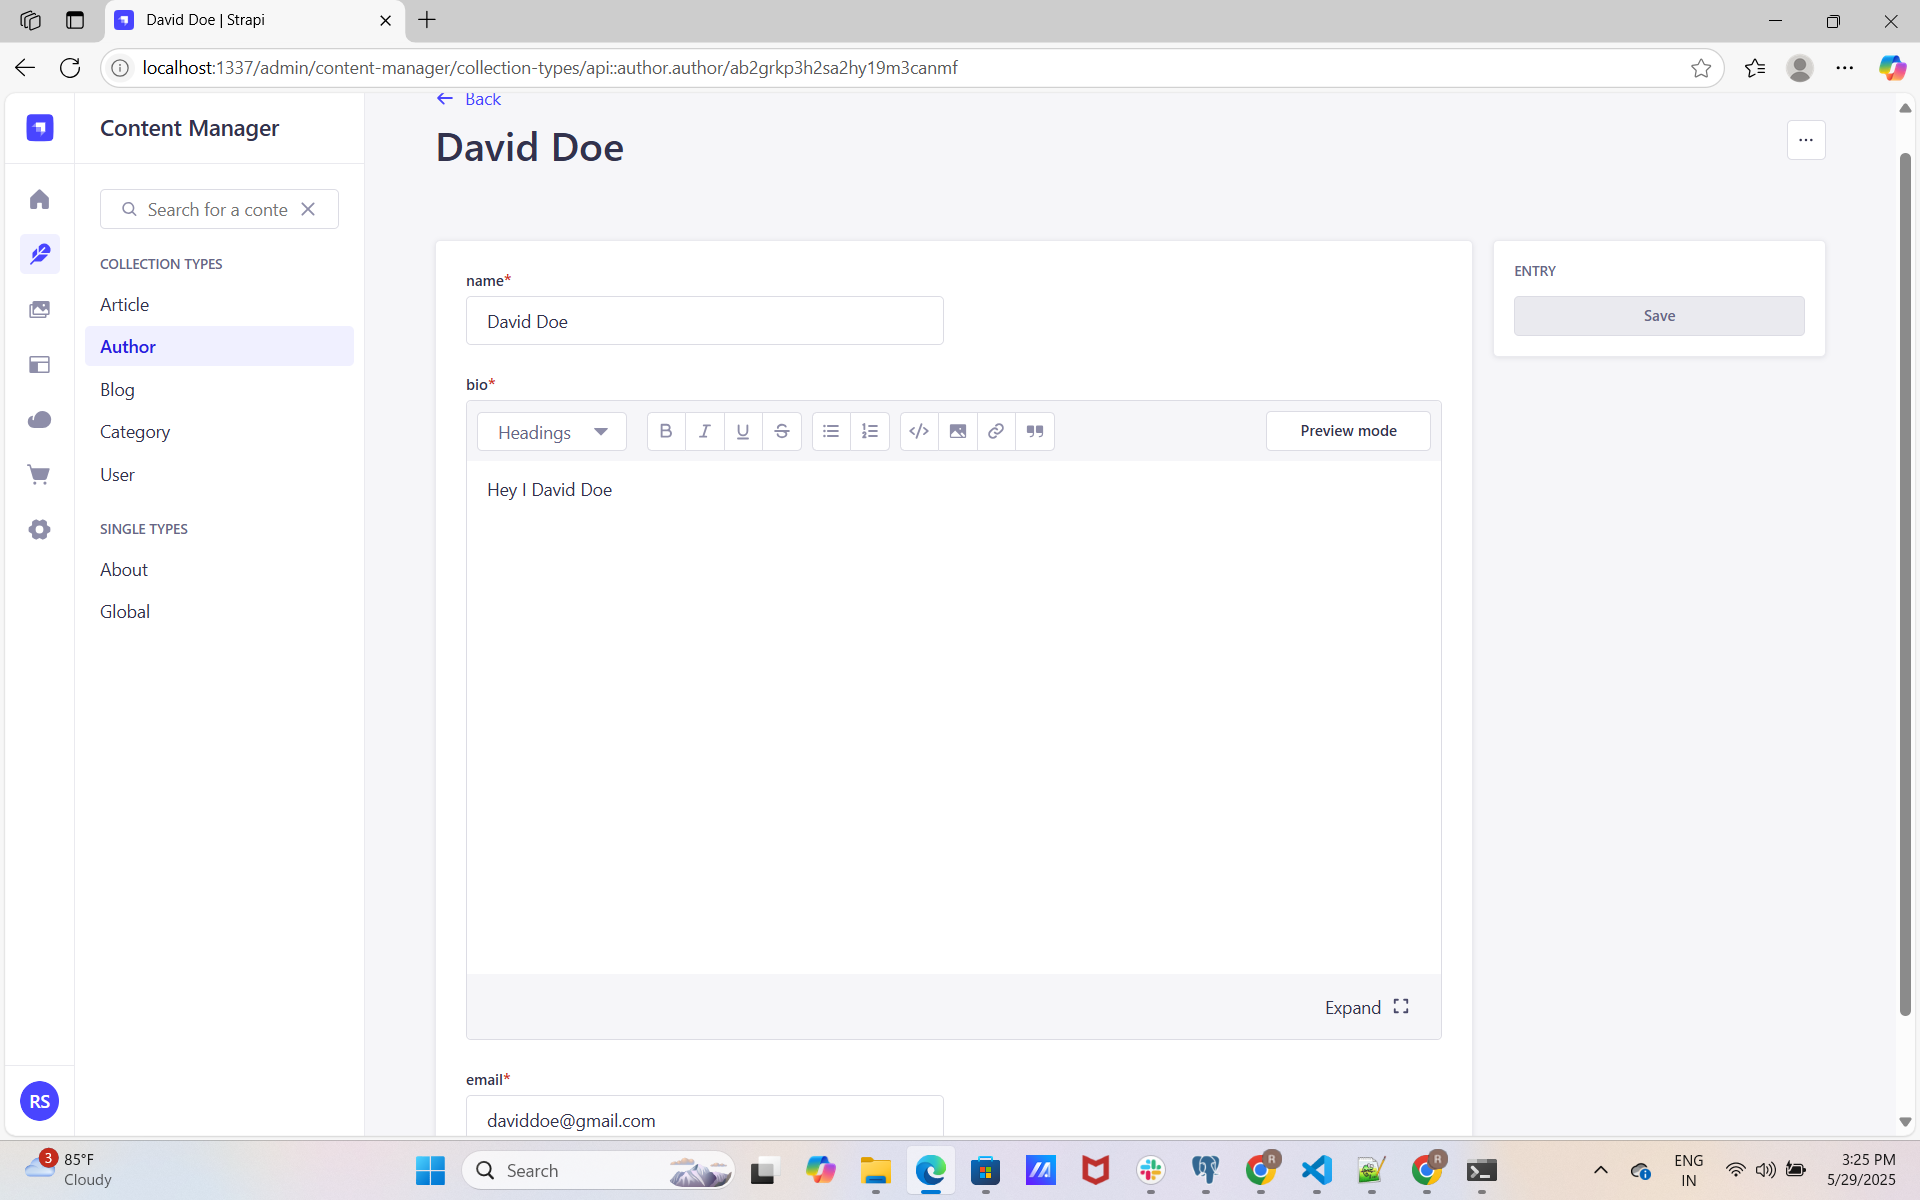 David Doe | Strapi
localhost:1337/admin/content-manager/collection-types/api::author.author/ab2grkp3h2sa2hy19m3canmf
Content Manager
Search for a conte
COLLECTION TYPES
Article
Author
Blog
Category
User
SINGLE TYPES
About
Global
RS
Back
David Doe
name*
David Doe
bio*
Headings
B I U S
Preview mode
Hey I David Doe
Expand
email*
daviddoe@gmail.com
ENTRY
Save
3
85°F
Cloudy
Search
R
R
ENG
IN
3:25 PM
5/29/2025